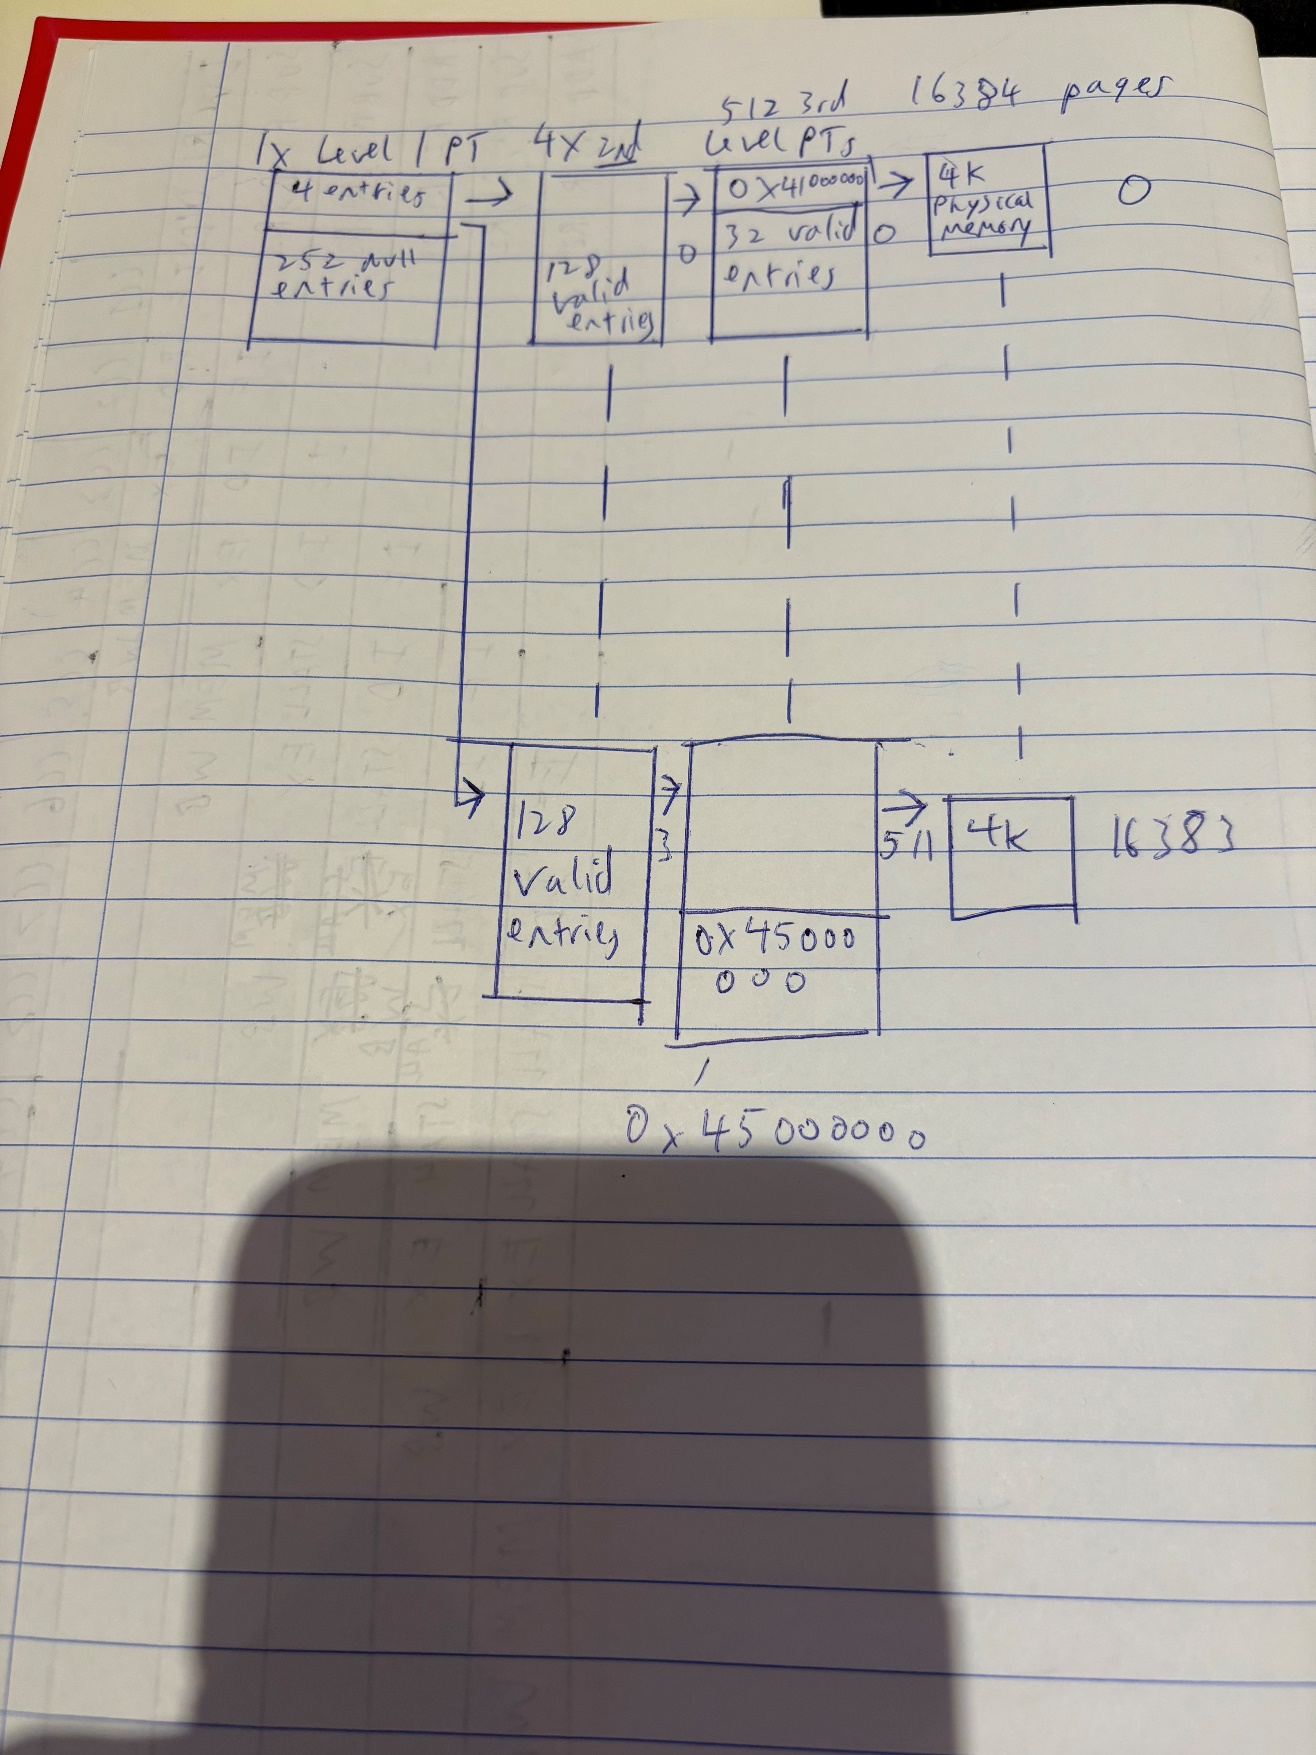 512 3rd 16384 pages
1x Level 1 PT 4x 2nd Level PTs
4 entries
252 null
entries
128
valid
entries
0
0x41000000
32 valid
entries
0
4K
Physical
memory
0
128
valid
entries
3
0x45000
000
511
4K
16383
0x45000000